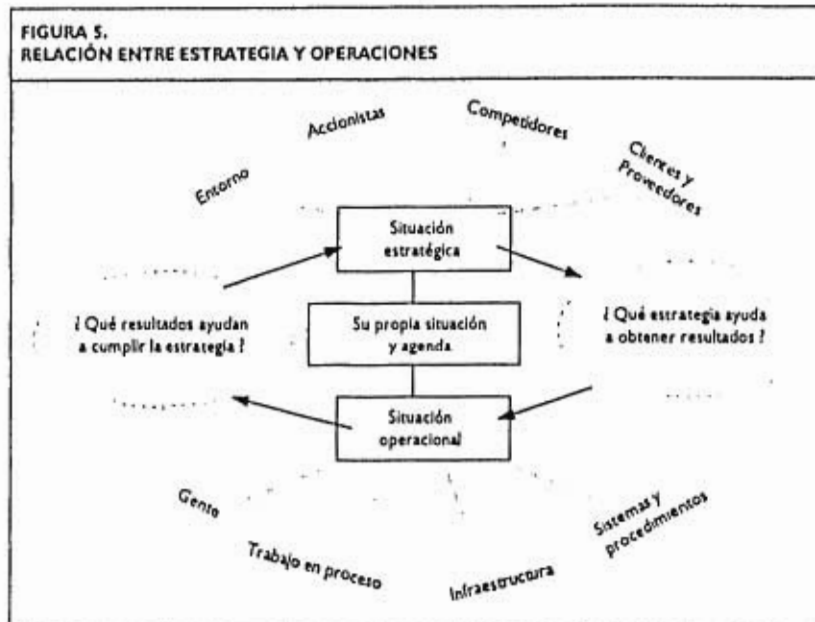 FIGURA 5.
RELACIÓN ENTRE ESTRATEGIA Y OPERACIONES
Accionistas
Competidores
Entorno
Clientes y
Proveedores
Situación
estratégica
¿ Qué resultados ayudan
a cumplir la estrategia ?
Su propia situación
y agenda
¿ Qué estrategia ayuda
a obtener resultados ?
Situación
operacional
Gente
Trabajo en proceso
Infraestructura
Sistemas y
procedimientos